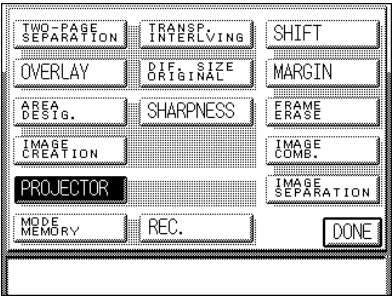 TWO-PAGE
SEPARATION
TRANSP.
INTERLVING
SHIFT
OVERLAY
DIF. SIZE
ORIGINAL
MARGIN
AREA
DESIG.
SHARPNESS
FRAME
ERASE
IMAGE
CREATION
IMAGE
COMB.
PROJECTOR
IMAGE
SEPARATION
MODE
MEMORY
REC.
DONE